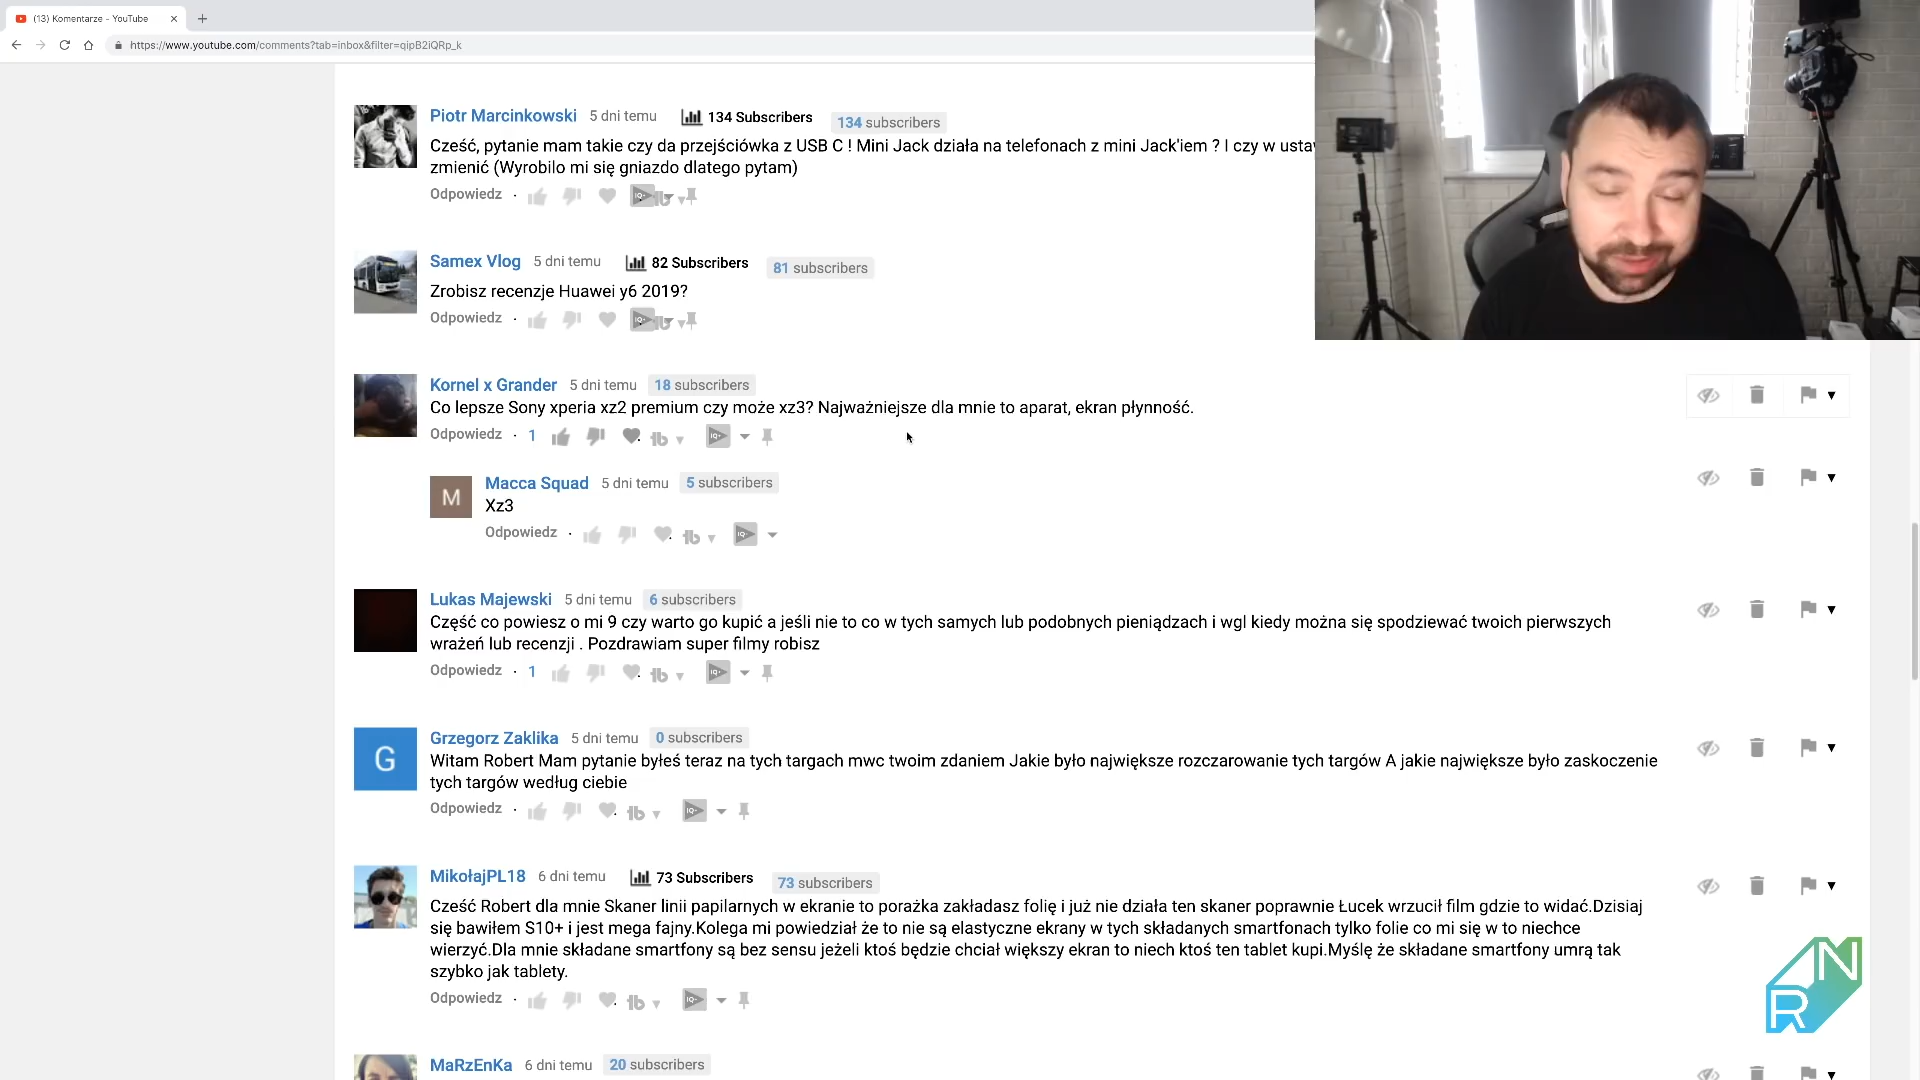 (13) Komentarze - YouTube
https://www.youtube.com/comments?tab=inbox&filter=qipB2iQRp_k
Piotr Marcinkowski 5 dni temu 134 Subscribers 134 subscribers
Cześć, pytanie mam takie czy da przejściówka z USB C ! Mini Jack działa na telefonach z mini Jack'iem ? I czy w ustaw
zmienić (Wyrobilo mi się gniazdo dlatego pytam)
Odpowiedz ·
Samex Vlog 5 dni temu 82 Subscribers 81 subscribers
Zrobisz recenzje Huawei y6 2019?
Odpowiedz ·
Kornel x Grander 5 dni temu 18 subscribers
Co lepsze Sony xperia xz2 premium czy może xz3? Najważniejsze dla mnie to aparat, ekran płynność.
Odpowiedz · 1
M
Macca Squad 5 dni temu 5 subscribers
Xz3
Odpowiedz ·
Lukas Majewski 5 dni temu 6 subscribers
Część co powiesz o mi 9 czy warto go kupić a jeśli nie to co w tych samych lub podobnych pieniądzach i wgl kiedy można się spodziewać twoich pierwszych
wrażeń lub recenzji . Pozdrawiam super filmy robisz
Odpowiedz · 1
G
Grzegorz Zaklika 5 dni temu 0 subscribers
Witam Robert Mam pytanie byłeś teraz na tych targach mwc twoim zdaniem Jakie było największe rozczarowanie tych targów A jakie największe było zaskoczenie
tych targów według ciebie
Odpowiedz ·
MikołajPL18 6 dni temu 73 Subscribers 73 subscribers
Cześć Robert dla mnie Skaner linii papilarnych w ekranie to porażka zakładasz folię i już nie działa ten skaner poprawnie Łucek wrzucił film gdzie to widać.Dzisiaj
się bawiłem S10+ i jest mega fajny.Kolega mi powiedział że to nie są elastyczne ekrany w tych składanych smartfonach tylko folie co mi się w to niechce
wierzyć.Dla mnie składane smartfony są bez sensu jeżeli ktoś będzie chciał większy ekran to niech ktoś ten tablet kupi.Myślę że składane smartfony umrą tak
szybko jak tablety.
Odpowiedz ·
RN
MaRzEnKa 6 dni temu 20 subscribers